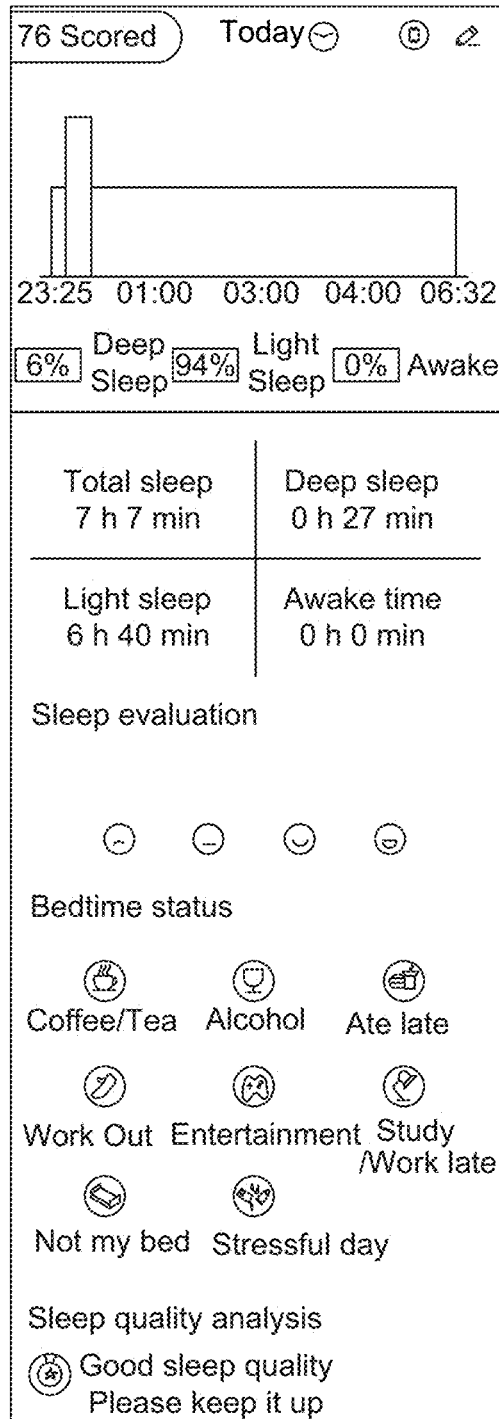 76 Scored Today
23:25 01:00 03:00 04:00 06:32
6% Deep Sleep 94% Light Sleep 0% Awake
Total sleep Deep sleep
7 h 7 min 0 h 27 min
Light sleep Awake time
6 h 40 min 0 h 0 min
Sleep evaluation
Bedtime status
Coffee/Tea Alcohol Ate late
Work Out Entertainment Study
/Work late
Not my bed Stressful day
Sleep quality analysis
Good sleep quality
Please keep it up